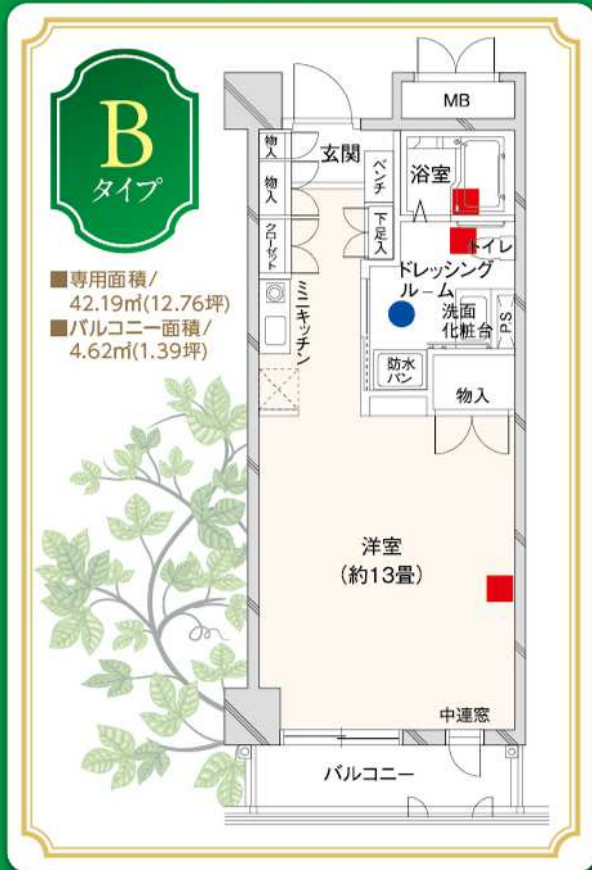 B
タイプ
■専用面積/
42.19㎡(12.76坪)
■バルコニー面積/
4.62㎡(1.39坪)
MB
物入
玄関
ベンチ
浴室
物入
下足入
トイレ
クローゼット
ドレッシング
ルーム
ミニキッチン
洗面
化粧台
PS
防水
パン
物入
洋室
(約13畳)
中連窓
バルコニー